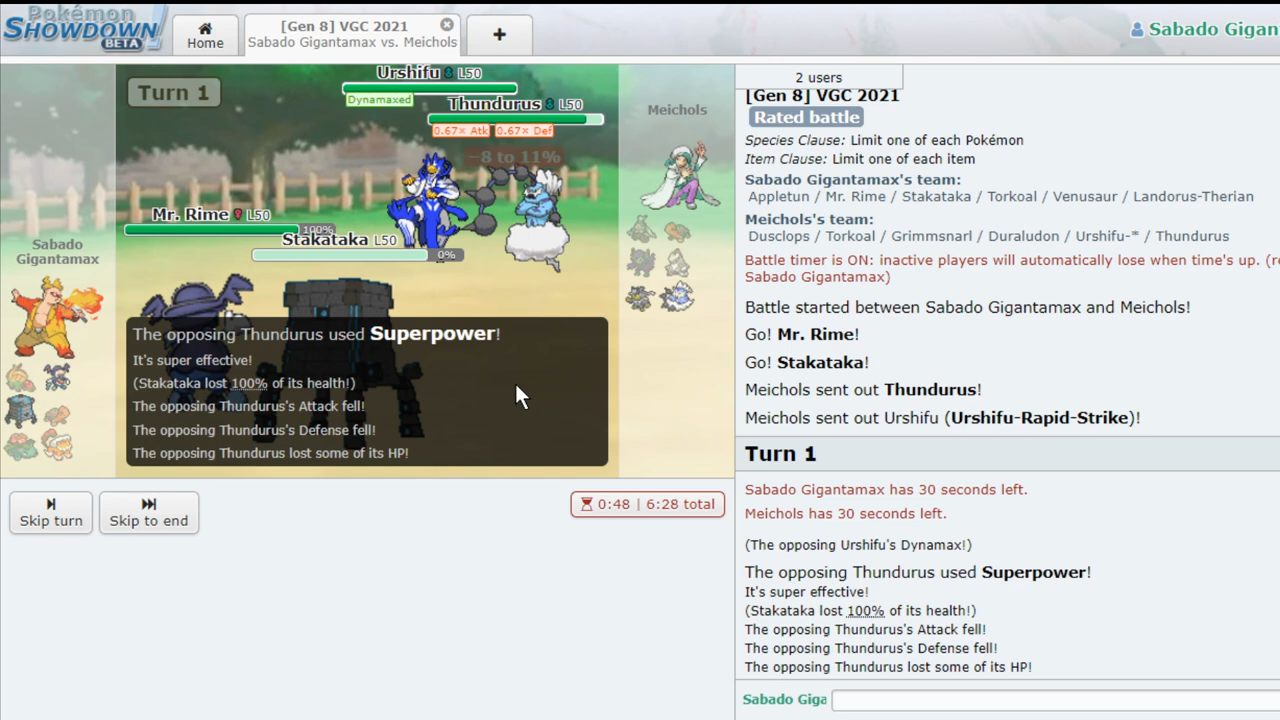 Pokémon
SHOWDOWN!
BETA
Home
[Gen 8] VGC 2021
Sabado Gigantamax vs. Meichols
+
Sabado Gigan
Turn 1
Urshifu L50
Dynamaxed
Thundurus L50
0.67× Atk 0.67× Def
−8 to 11%
Mr. Rime L50
100%
Stakataka L50
0%
Sabado
Gigantamax
Meichols
The opposing Thundurus used Superpower!
It's super effective!
(Stakataka lost 100% of its health!)
The opposing Thundurus's Attack fell!
The opposing Thundurus's Defense fell!
The opposing Thundurus lost some of its HP!
Skip turn
Skip to end
0:48 | 6:28 total
2 users
[Gen 8] VGC 2021
Rated battle
Species Clause: Limit one of each Pokémon
Item Clause: Limit one of each item
Sabado Gigantamax's team:
Appletun / Mr. Rime / Stakataka / Torkoal / Venusaur / Landorus-Therian
Meichols's team:
Dusclops / Torkoal / Grimmsnarl / Duraludon / Urshifu-* / Thundurus
Battle timer is ON: inactive players will automatically lose when time's up. (re
Sabado Gigantamax)
Battle started between Sabado Gigantamax and Meichols!
Go! Mr. Rime!
Go! Stakataka!
Meichols sent out Thundurus!
Meichols sent out Urshifu (Urshifu-Rapid-Strike)!
Turn 1
Sabado Gigantamax has 30 seconds left.
Meichols has 30 seconds left.
(The opposing Urshifu's Dynamax!)
The opposing Thundurus used Superpower!
It's super effective!
(Stakataka lost 100% of its health!)
The opposing Thundurus's Attack fell!
The opposing Thundurus's Defense fell!
The opposing Thundurus lost some of its HP!
Sabado Giga